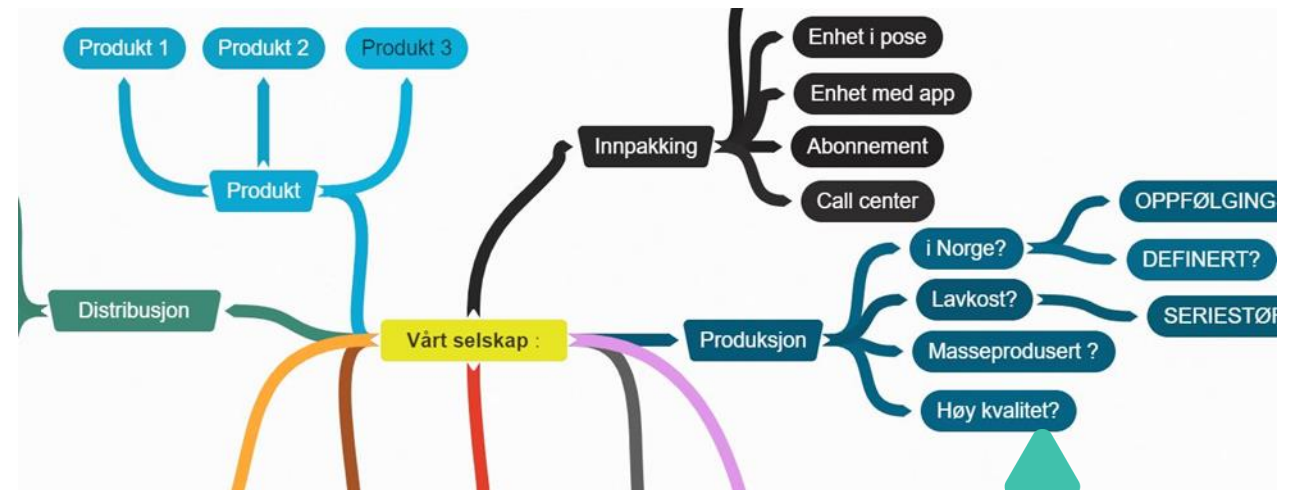 Produkt 1
Produkt 2
Produkt 3
Produkt
Distribusjon
Vårt selskap :
Innpakking
Enhet i pose
Enhet med app
Abonnement
Call center
Produksjon
i Norge?
OPPFØLGING
DEFINERT?
Lavkost?
SERIESTØR
Masseprodusert ?
Høy kvalitet?